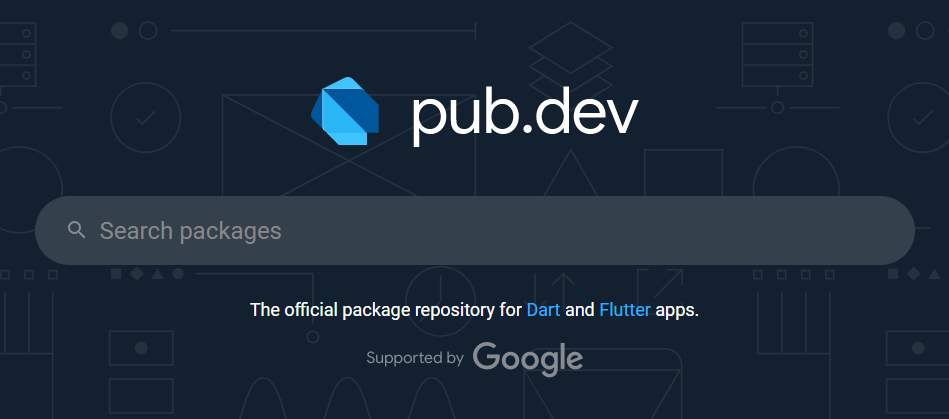 pub.dev
Search packages
The official package repository for Dart and Flutter apps.
Supported by Google